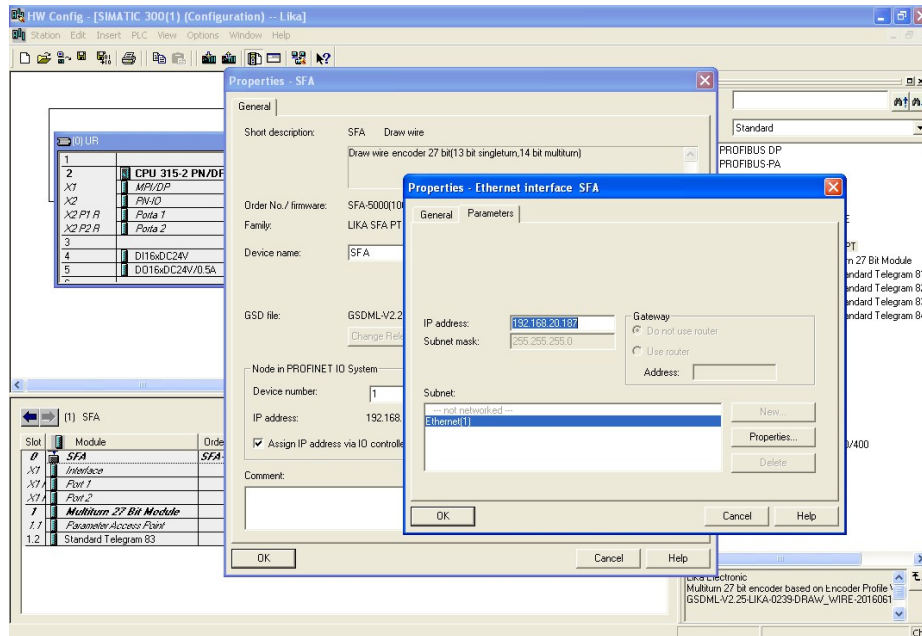 HW Config - [SIMATIC 300(1) (Configuration) -- Lika]
Station Edit Insert PLC View Options Window Help
Properties - SFA
General
Standard
PROFIBUS DP
PROFIBUS-PA
(0) UR
1
2 CPU 315-2 PN/DP
X1 MPI/DP
X2 PN-IO
X2 P1 R Porta 1
X2 P2 R Porta 2
3
4 DI16xDC24V
5 DO16xDC24V/0.5A
Short description: SFA Draw wire
Draw wire encoder 27 bit(13 bit singleturn,14 bit multiturn)
Order No./ firmware: SFA-5000(10
Family: LIKA SFA PT
Device name: SFA
GSD file: GSDML-V2.2
Change Rele
Node in PROFINET IO System
Device number: 1
IP address: 192.168.
Assign IP address via IO controlle
Comment:
OK Cancel Help
Properties - Ethernet interface SFA
General Parameters
IP address: 192.168.20.187
Subnet mask: 255.255.255.0
Gateway
Do not use router
Use router
Address:
Subnet:
--- not networked ---
Ethernet(1)
New...
Properties...
Delete
OK Cancel Help
PT
rn 27 Bit Module
andard Telegram 81
andard Telegram 82
andard Telegram 83
andard Telegram 84
0/400
(1) SFA
Slot Module Orde
0 SFA SFA-
X1 Interface
X1 Port 1
X1 Port 2
1 Multiturn 27 Bit Module
1.1 Parameter Access Point
1.2 Standard Telegram 83
Lika Electronic
Multiturn 27 bit encoder based on Encoder Profile V
GSDML-V2.25-LIKA-0239-DRAW_WIRE-2016061
Ch